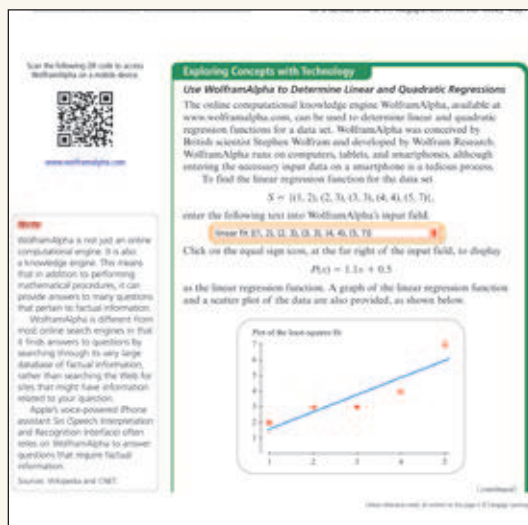 Scan the following QR code to access
WolframAlpha on a mobile device.
www.wolframalpha.com
Note
WolframAlpha is not just an online
computational engine. It is also
a knowledge engine. This means
that in addition to performing
mathematical procedures, it can
provide answers to many questions
that pertain to factual information.
WolframAlpha is different from
most online search engines in that
it finds answers to questions by
searching through its very large
database of factual information,
rather than searching the Web for
sites that might have information
related to your question.
Apple's voice-powered iPhone
assistant Siri (Speech Interpretation
and Recognition Interface) often
relies on WolframAlpha to answer
questions that require factual
information.
Sources: Wikipedia and CNET
Exploring Concepts with Technology
Use WolframAlpha to Determine Linear and Quadratic Regressions
The online computational knowledge engine WolframAlpha, available at
www.wolframalpha.com, can be used to determine linear and quadratic
regression functions for a data set. WolframAlpha was conceived by
British scientist Stephen Wolfram and developed by Wolfram Research.
WolframAlpha runs on computers, tablets, and smartphones, although
entering the necessary input data on a smartphone is a tedious process.
To find the linear regression function for the data set
S = {(1, 2), (2, 3), (3, 3), (4, 4), (5, 7)},
enter the following text into WolframAlpha's input field.
linear fit {(1, 2), (2, 3), (3, 3), (4, 4), (5, 7)}
Click on the equal sign icon, at the far right of the input field, to display
P(x) = 1.1x + 0.5
as the linear regression function. A graph of the linear regression function
and a scatter plot of the data are also provided, as shown below.
Plot of the least-squares fit
7
6
5
4
3
2
1
1 2 3 4 5
(continued)